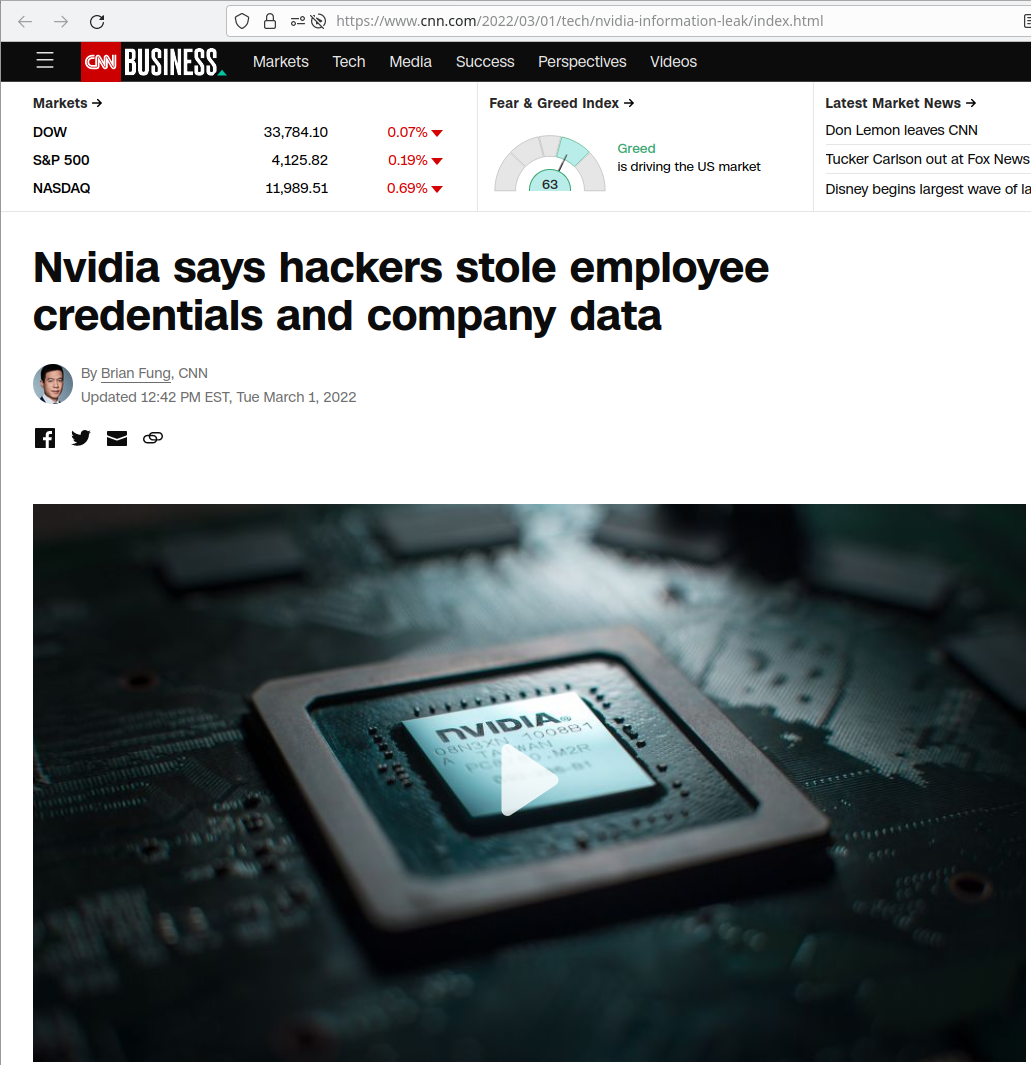 https://www.cnn.com/2022/03/01/tech/nvidia-information-leak/index.html
CNN BUSINESS
Markets Tech Media Success Perspectives Videos
Markets →
DOW 33,784.10 0.07%
S&P 500 4,125.82 0.19%
NASDAQ 11,989.51 0.69%
Fear & Greed Index →
63
Greed
is driving the US market
Latest Market News →
Don Lemon leaves CNN
Tucker Carlson out at Fox News
Disney begins largest wave of la
Nvidia says hackers stole employee
credentials and company data
By Brian Fung, CNN
Updated 12:42 PM EST, Tue March 1, 2022
NVIDIA®
08N3XN 1008B1